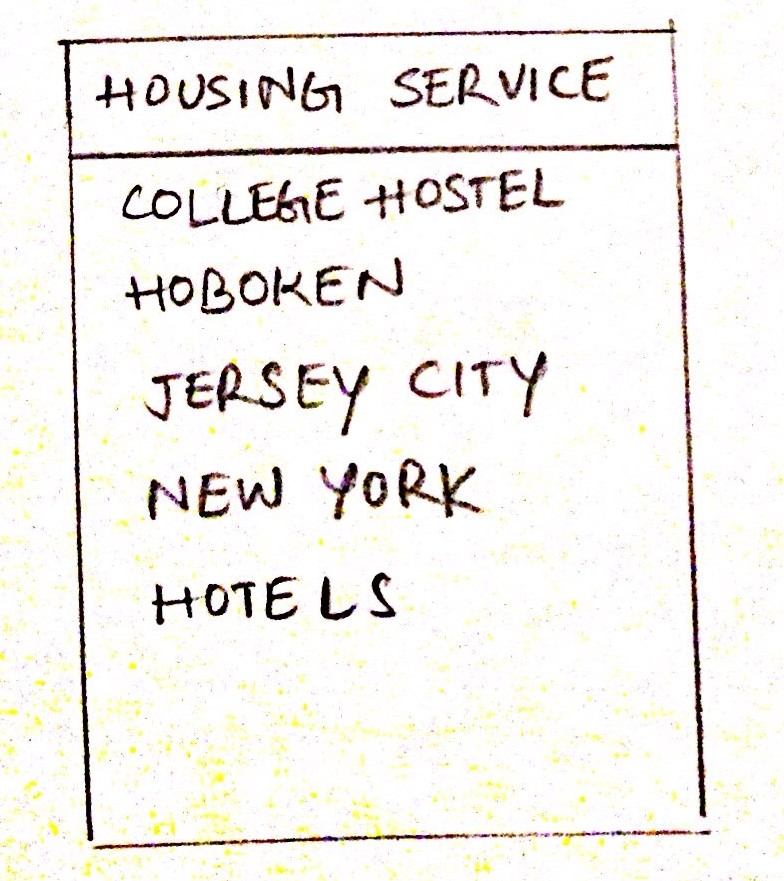 HOUSING SERVICE
COLLEGE HOSTEL
HOBOKEN
JERSEY CITY
NEW YORK
HOTELS